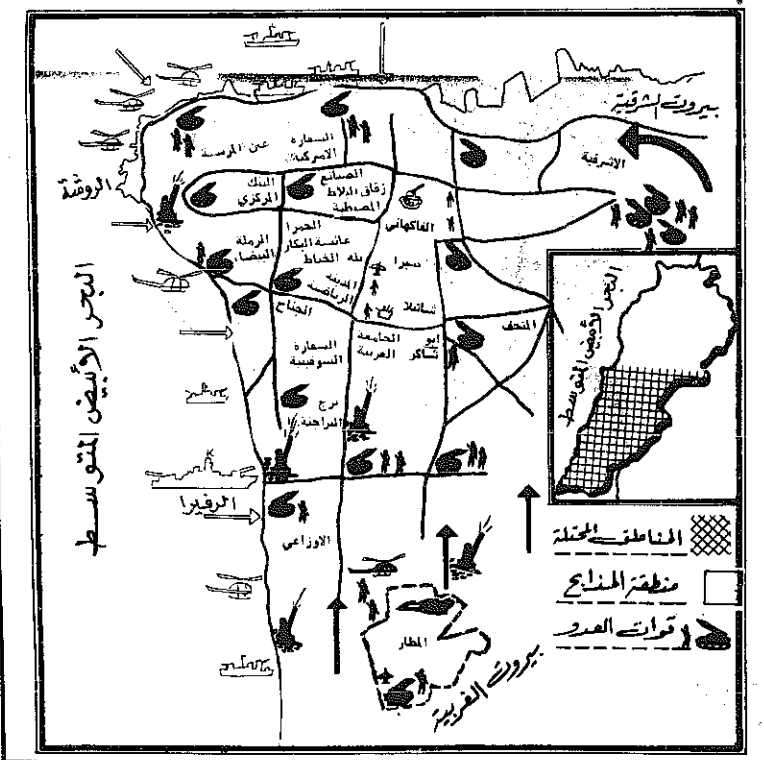 بيروت الشرقية
الاشرفية
عين المريسة
السفارة
الامركية
الروشة
البنك
المركزي
الصنائع
زقاق البلاط
المصيطبة
الفاكهاني
الحمرا
عائشة البكار
تله الخياط
الرملة
البيضاء
المدينة
الرياضية
صبرا
شاتيلا
الجناح
المتحف
السفارة
السوفيتية
ابو
شاكر
الجامعة
العربية
برج
البراجنة
البحر الأبيض المتوسط
الرفيرا
الاوزاعي
المطار
بيروت الغربية
البحر الأبيض المتوسط
المناطق المحتلة
منطقة المذابح
قوات العدو